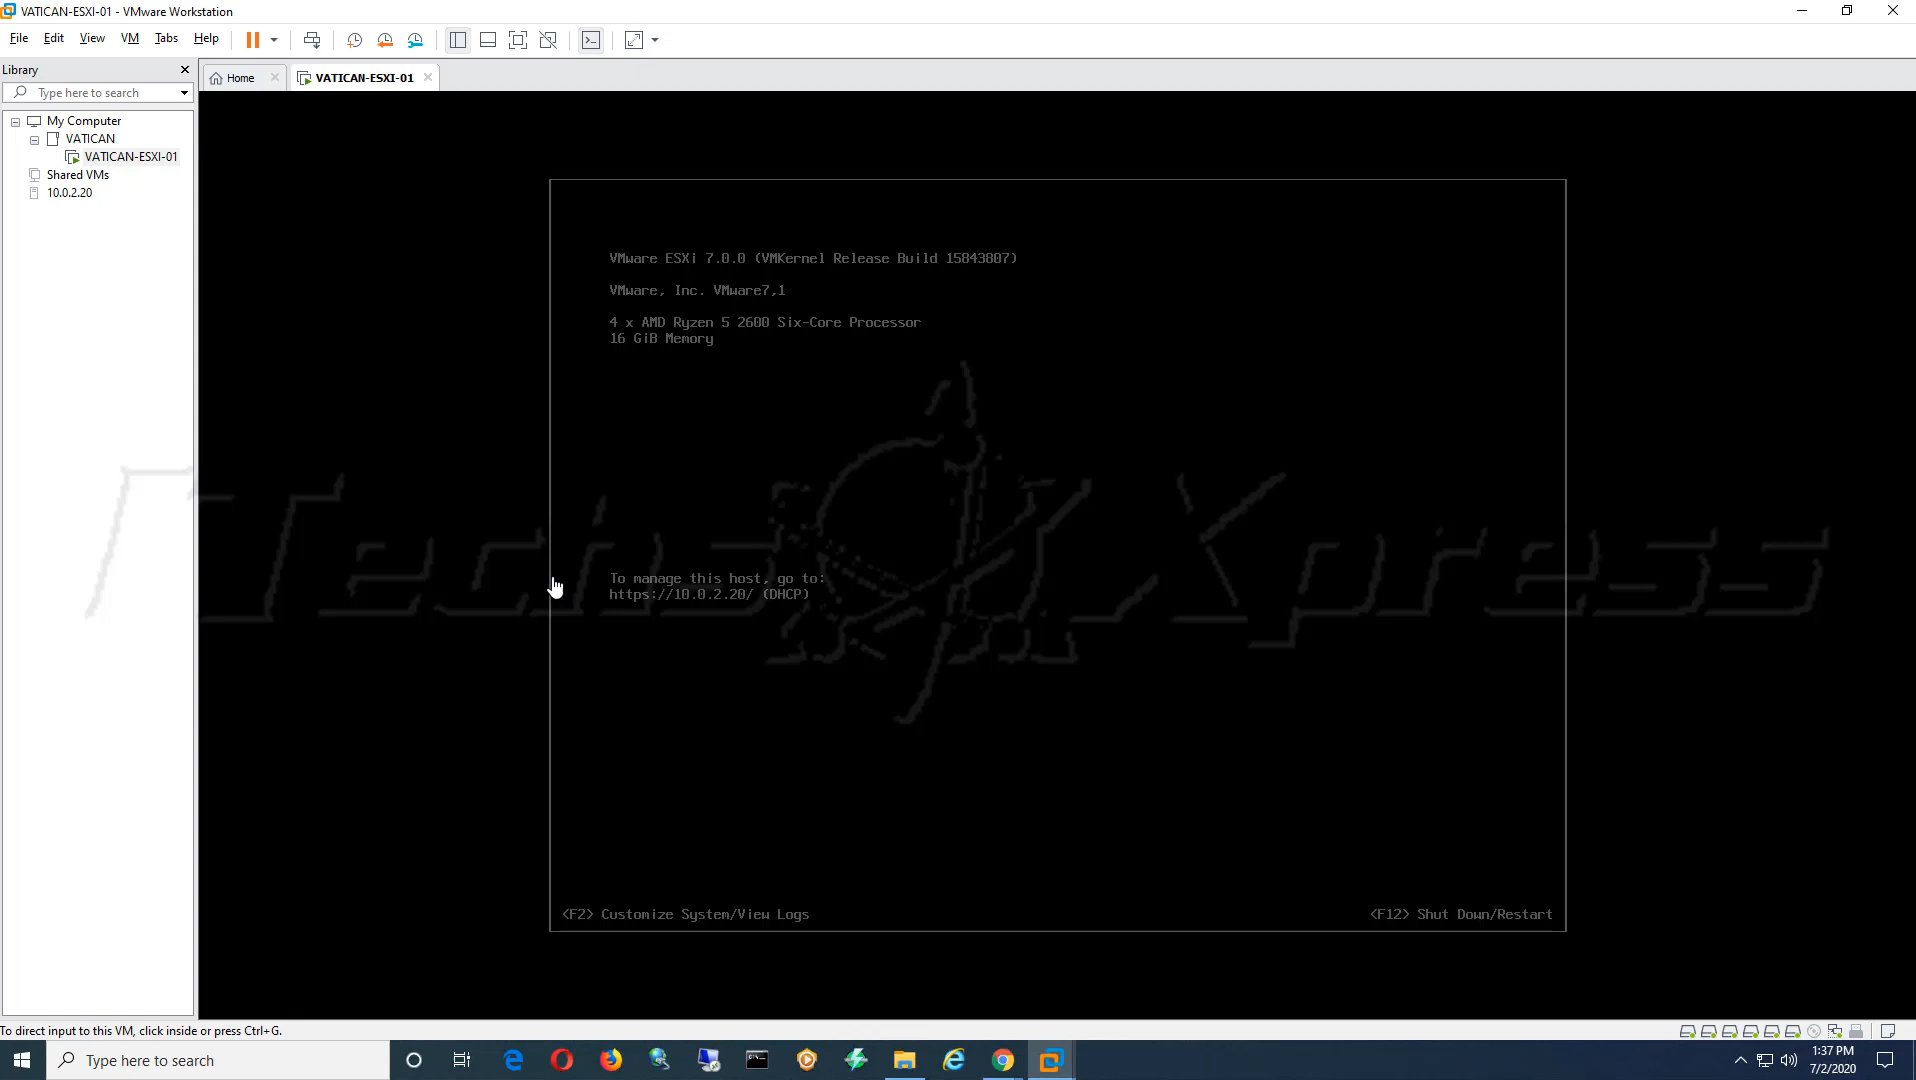 VATICAN-ESXI-01 - VMware Workstation
File Edit View VM Tabs Help
Library
Type here to search
Home
VATICAN-ESXI-01
My Computer
VATICAN
VATICAN-ESXI-01
Shared VMs
10.0.2.20
VMware ESXi 7.0.0 (VMKernel Release Build 15843807)
VMware, Inc. VMware7,1
4 x AMD Ryzen 5 2600 Six-Core Processor
16 GiB Memory
iTechs Xpress
To manage this host, go to:
https://10.0.2.20/ (DHCP)
<F2> Customize System/View Logs
<F12> Shut Down/Restart
To direct input to this VM, click inside or press Ctrl+G.
Type here to search
1:37 PM
7/2/2020